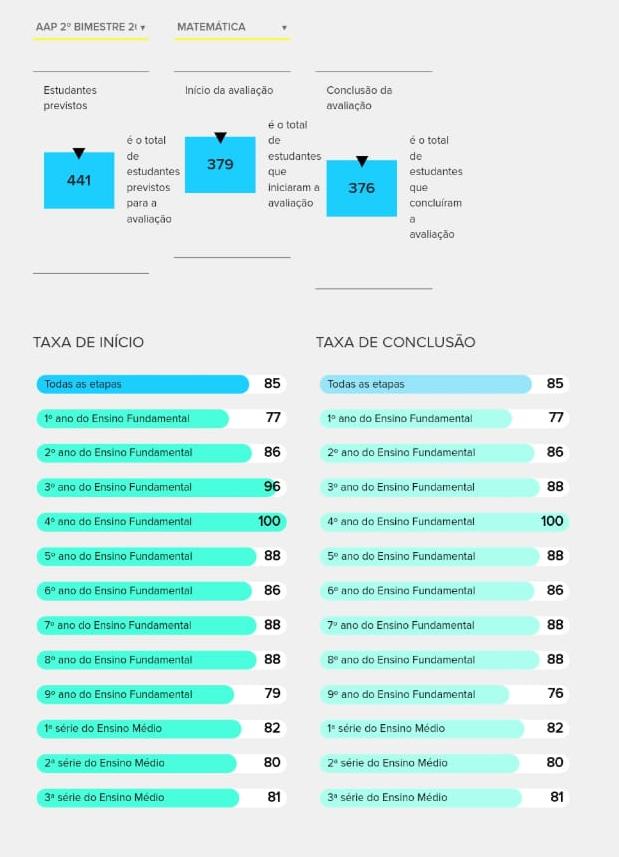 AAP 2º BIMESTRE 2
MATEMÁTICA
Estudantes
previstos
441
é o total
de
estudantes
previstos
para a
avaliação
Início da avaliação
379
é o total
de
estudantes
que
iniciaram a
avaliação
Conclusão da
avaliação
376
é o total
de
estudantes
que
concluíram
a
avaliação
TAXA DE INÍCIO
Todas as etapas 85
1º ano do Ensino Fundamental 77
2º ano do Ensino Fundamental 86
3º ano do Ensino Fundamental 96
4º ano do Ensino Fundamental 100
5º ano do Ensino Fundamental 88
6º ano do Ensino Fundamental 86
7º ano do Ensino Fundamental 88
8º ano do Ensino Fundamental 88
9º ano do Ensino Fundamental 79
1ª série do Ensino Médio 82
2ª série do Ensino Médio 80
3ª série do Ensino Médio 81
TAXA DE CONCLUSÃO
Todas as etapas 85
1º ano do Ensino Fundamental 77
2º ano do Ensino Fundamental 86
3º ano do Ensino Fundamental 88
4º ano do Ensino Fundamental 100
5º ano do Ensino Fundamental 88
6º ano do Ensino Fundamental 86
7º ano do Ensino Fundamental 88
8º ano do Ensino Fundamental 88
9º ano do Ensino Fundamental 76
1ª série do Ensino Médio 82
2ª série do Ensino Médio 80
3ª série do Ensino Médio 81